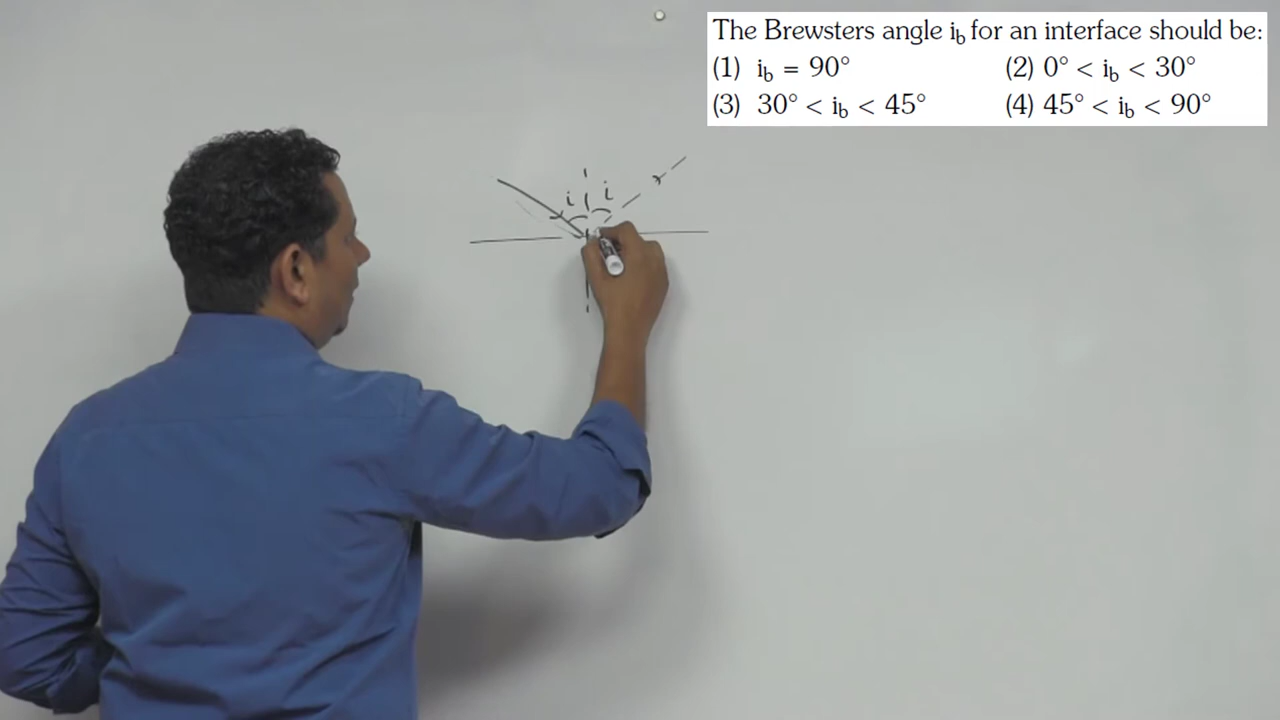 The Brewsters angle i_b for an interface should be:
(1) i_b = 90° (2) 0° < i_b < 30°
(3) 30° < i_b < 45° (4) 45° < i_b < 90°
i i